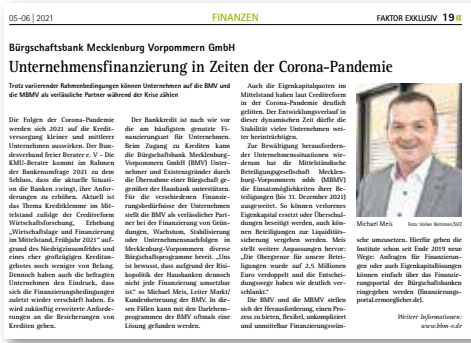 05-06 | 2021
FINANZEN
FAKTOR EXKLUSIV 19
Bürgschaftsbank Mecklenburg Vorpommern GmbH
Unternehmensfinanzierung in Zeiten der Corona-Pandemie
Trotz variierender Rahmenbedingungen können Unternehmen auf die BMV und
die MBMV als verlässliche Partner während der Krise zählen
Die Folgen der Corona-Pandemie
werden sich 2021 auf die Kredit-
versorgung kleiner und mittlerer
Unternehmen auswirken. Der Bun-
desverband freier Berater e. V – Die
KMU-Berater kommt im Rahmen
der Bankenumfrage 2021 zu dem
Schluss, dass die aktuelle Situati-
on die Banken zwingt, ihre Anfor-
derungen zu erhöhen. Aktuell ist
das Thema Kreditklemme im Mit-
telstand zufolge der Creditreform
Wirtschaftsforschung, Erhebung
„Wirtschaftslage und Finanzierung
im Mittelstand, Frühjahr 2021“ auf-
grund des Niedrigzinsumfeldes und
eines eher großzügigen Kreditan-
gebotes noch weniger von Belang.
Dennoch haben auch die befragten
Unternehmen den Eindruck, dass
sich die Finanzierungsbedingungen
zuletzt wieder verschärft haben. Es
wird zukünftig erweiterte Anforde-
rungen an die Besicherungen von
Krediten geben.
Der Bankkredit ist nach wie vor
die am häufigsten genutzte Fi-
nanzierungsart für Unternehmen.
Beim Zugang zu Krediten kann
die Bürgschaftsbank Mecklenburg-
Vorpommern GmbH (BMV) Unter-
nehmer und Existenzgründer durch
die Übernahme einer Bürgschaft ge-
genüber der Hausbank unterstützen.
Für die verschiedenen Finanzie-
rungsbedürfnisse der Unternehmen
stellt die BMV als verlässlicher Part-
ner bei der Finanzierung von Grün-
dungen, Wachstum, Stabilisierung
oder Unternehmensnachfolgen in
Mecklenburg-Vorpommern diverse
Bürgschaftsprogramme bereit. „Uns
ist bewusst, dass aufgrund der Risi-
kopolitik der Hausbanken dennoch
nicht jede Finanzierung umsetzbar
ist.“ so Michael Meis, Leiter Markt/
Kundenbetreuung der BMV. In die-
sen Fällen kann mit den Darlehens-
programmen der BMV oftmals eine
Lösung gefunden werden.
Auch die Eigenkapitalquoten im
Mittelstand haben laut Creditreform
in der Corona-Pandemie deutlich
gelitten. Der Entwicklungsverlauf in
dieser dynamischen Zeit dürfte die
Stabilität vieler Unternehmen wei-
ter beeinträchtigen.
Zur Bewältigung herausfordern-
der Unternehmenssituationen wie-
derum hat die Mittelständische
Beteiligungsgesellschaft Mecklen-
burg-Vorpommern mbh (MBMV)
die Einsatzmöglichkeiten ihrer Be-
teiligungen (bis 31. Dezember 2021)
ausgeweitet. So können verlorenes
Eigenkapital ersetzt oder Überschul-
dungen beseitigt werden, auch kön-
nen Beteiligungen zur Liquiditäts-
sicherung vergeben werden. Meis
stellt weitere Anpassungen hervor:
„Die Obergrenze für unsere Betei-
ligungen wurde auf 2,5 Millionen
Euro verdoppelt und die Entschei-
dungswege haben wir deutlich ver-
schlankt.“
Die BMV und die MBMV stellen
sich der Herausforderung, einen Pro-
zess zu bieten, flexibel, unkompliziert
und unmittelbar Finanzierungswün-
Michael Meis
Foto: Volker Bohlmann/SVZ
sche umzusetzen. Hierfür gehen die
Institute schon seit Ende 2019 neue
Wege: Anfragen für Finanzierun-
gen oder auch Eigenkapitallösungen
können einfach über das Finanzie-
rungsportal der Bürgschaftsbanken
eingegeben werden (finanzierungs-
portal.ermoeglicher.de).
Weitere Informationen:
www.bbm-v.de